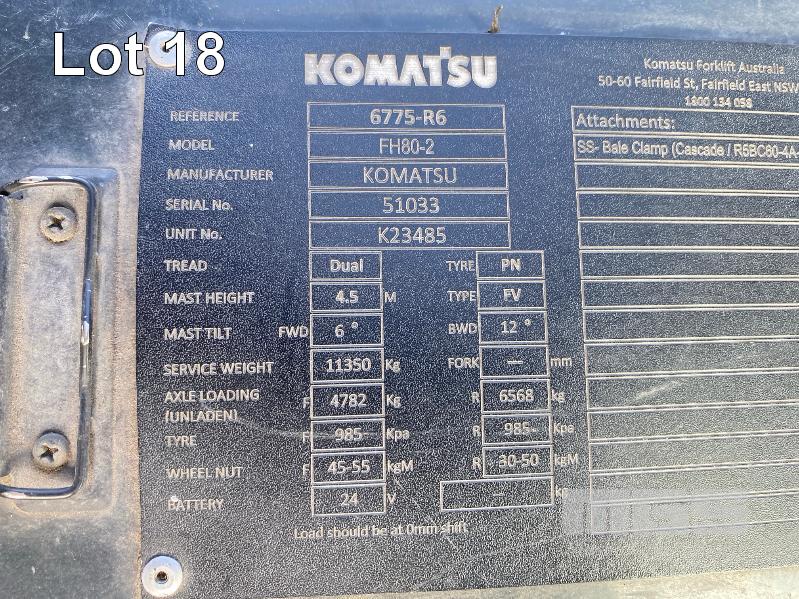 Lot 18
KOMATSU
Komatsu Forklift Australia
50-60 Fairfield St, Fairfield East NSW
1800 134 058
REFERENCE 6775-R6
Attachments:
MODEL FH80-2
SS- Bale Clamp (Cascade / R5BC60-4A-
MANUFACTURER KOMATSU
SERIAL No. 51033
UNIT No. K23485
TREAD Dual TYRE PN
MAST HEIGHT 4.5 M TYPE FV
MAST TILT FWD 6 ° BWD 12 °
SERVICE WEIGHT 11350 Kg FORK — mm
AXLE LOADING (UNLADEN) F 4782 Kg R 6568 kg
TYRE F 985 Kpa R 985 Kpa
WHEEL NUT F 45-55 kgM R 30-50 kgM
BATTERY 24 V — kg
Load should be at 0mm shift